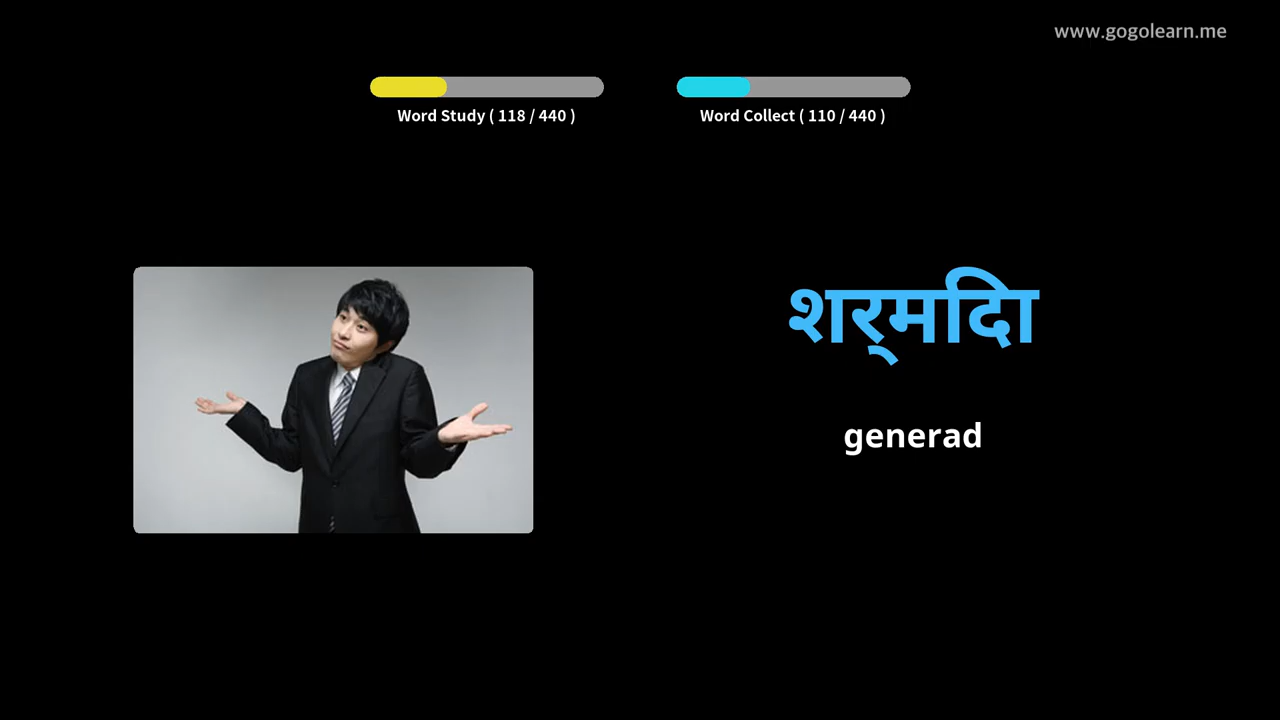 www.gogolearn.me
Word Study ( 118 / 440 )
Word Collect ( 110 / 440 )
शर्‌मदिा
generad